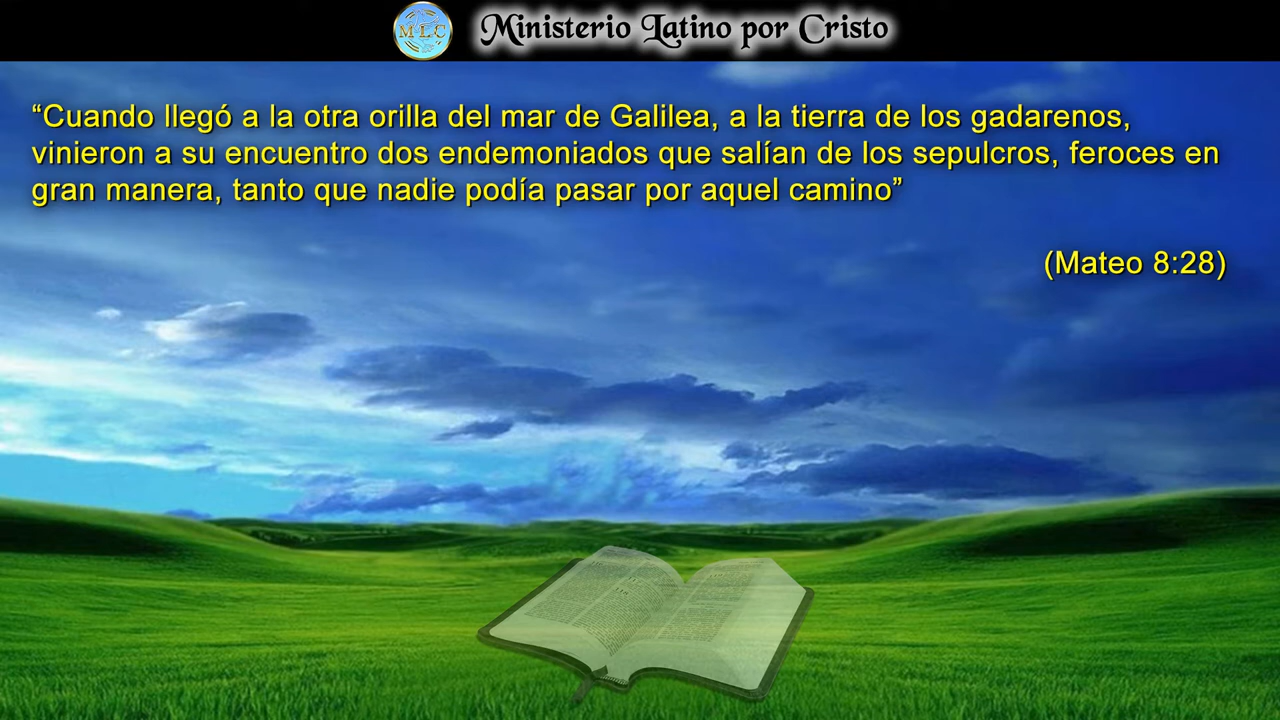 MLC Ministerio Latino por Cristo
“Cuando llegó a la otra orilla del mar de Galilea, a la tierra de los gadarenos,
vinieron a su encuentro dos endemoniados que salían de los sepulcros, feroces en
gran manera, tanto que nadie podía pasar por aquel camino”
(Mateo 8:28)